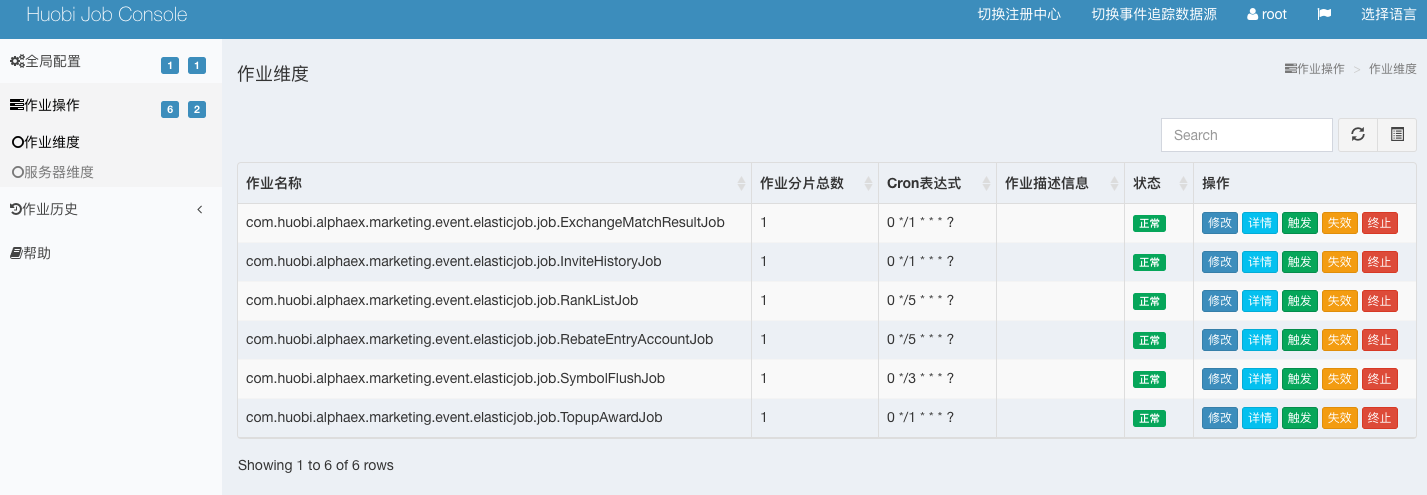 Huobi Job Console 切换注册中心 切换事件追踪数据源 root 选择语言
全局配置 1 1
作业操作 6 2
作业维度
服务器维度
作业历史
帮助
作业维度
作业操作 > 作业维度
Search
作业名称 作业分片总数 Cron表达式 作业描述信息 状态 操作
com.huobi.alphaex.marketing.event.elasticjob.job.ExchangeMatchResultJob 1 0 */1 * * * ? 正常 修改 详情 触发 失效 终止
com.huobi.alphaex.marketing.event.elasticjob.job.InviteHistoryJob 1 0 */1 * * * ? 正常 修改 详情 触发 失效 终止
com.huobi.alphaex.marketing.event.elasticjob.job.RankListJob 1 0 */5 * * * ? 正常 修改 详情 触发 失效 终止
com.huobi.alphaex.marketing.event.elasticjob.job.RebateEntryAccountJob 1 0 */5 * * * ? 正常 修改 详情 触发 失效 终止
com.huobi.alphaex.marketing.event.elasticjob.job.SymbolFlushJob 1 0 */3 * * * ? 正常 修改 详情 触发 失效 终止
com.huobi.alphaex.marketing.event.elasticjob.job.TopupAwardJob 1 0 */1 * * * ? 正常 修改 详情 触发 失效 终止
Showing 1 to 6 of 6 rows